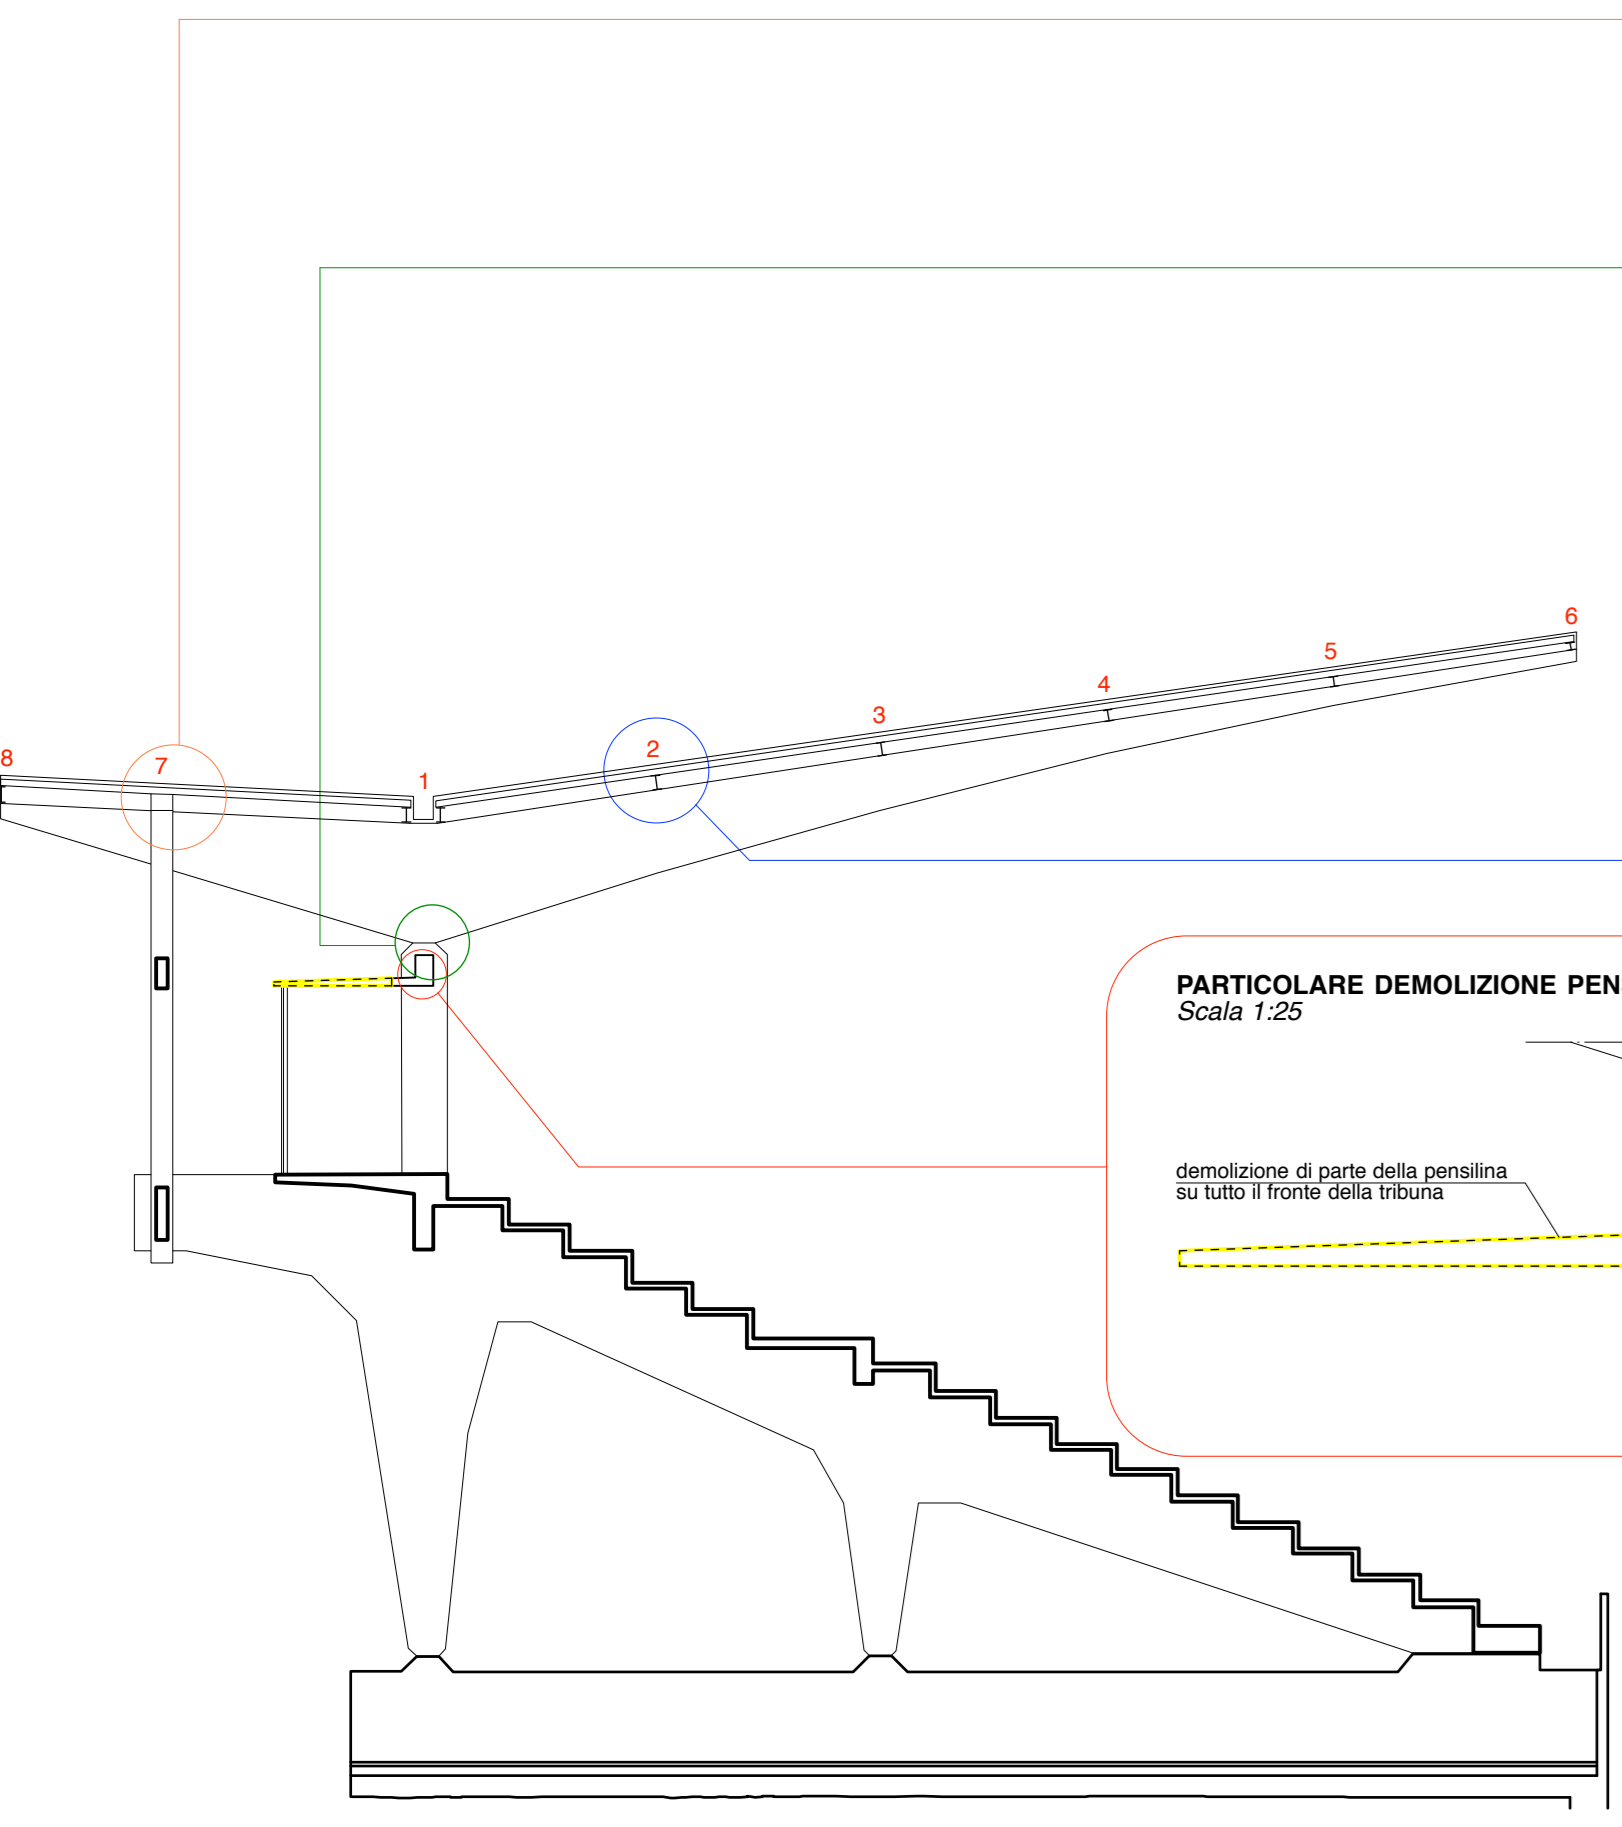 6
5
4
3
2
1
7
8
PARTICOLARE DEMOLIZIONE PEN
Scala 1:25
demolizione di parte della pensilina
su tutto il fronte della tribuna